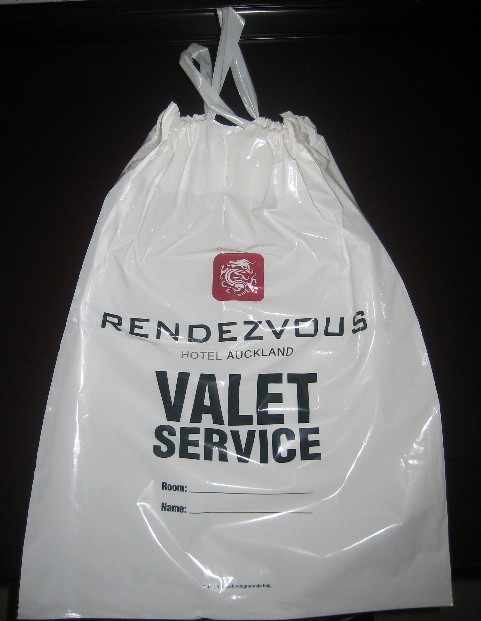 RENDEZVOUS
HOTEL AUCKLAND
VALET
SERVICE
Room:
Name: